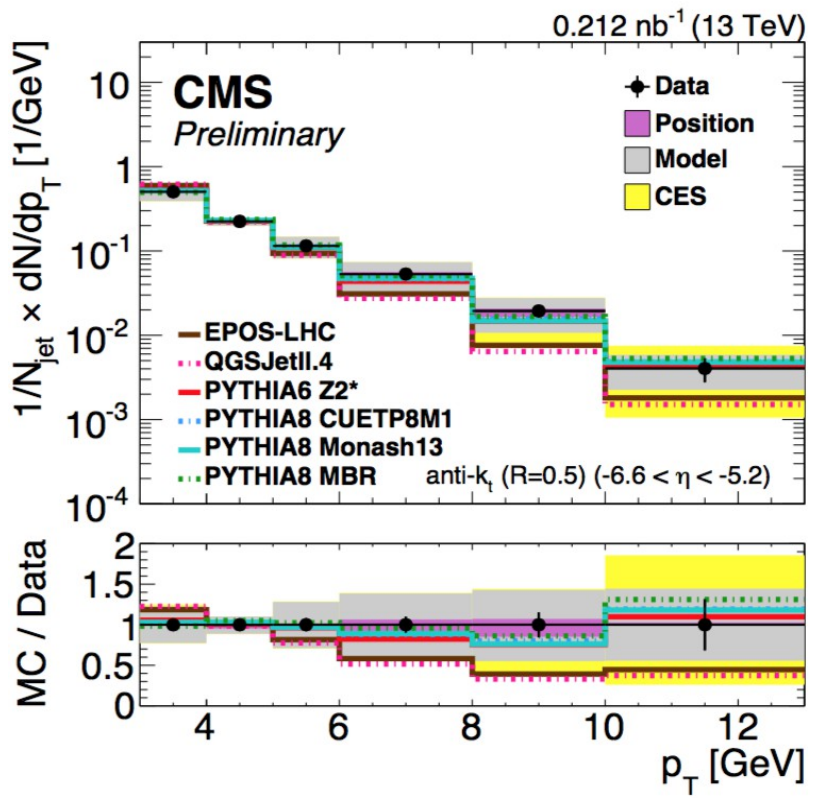 0.212 nb⁻¹ (13 TeV)
1/N_jet × dN/dp_T [1/GeV]
10
1
10⁻¹
10⁻²
10⁻³
10⁻⁴
CMS
Preliminary
Data
Position
Model
CES
EPOS-LHC
QGSJetII.4
PYTHIA6 Z2*
PYTHIA8 CUETP8M1
PYTHIA8 Monash13
PYTHIA8 MBR
anti-k_t (R=0.5) (-6.6 < η < -5.2)
MC / Data
2
1.5
1
0.5
0
4 6 8 10 12
p_T [GeV]